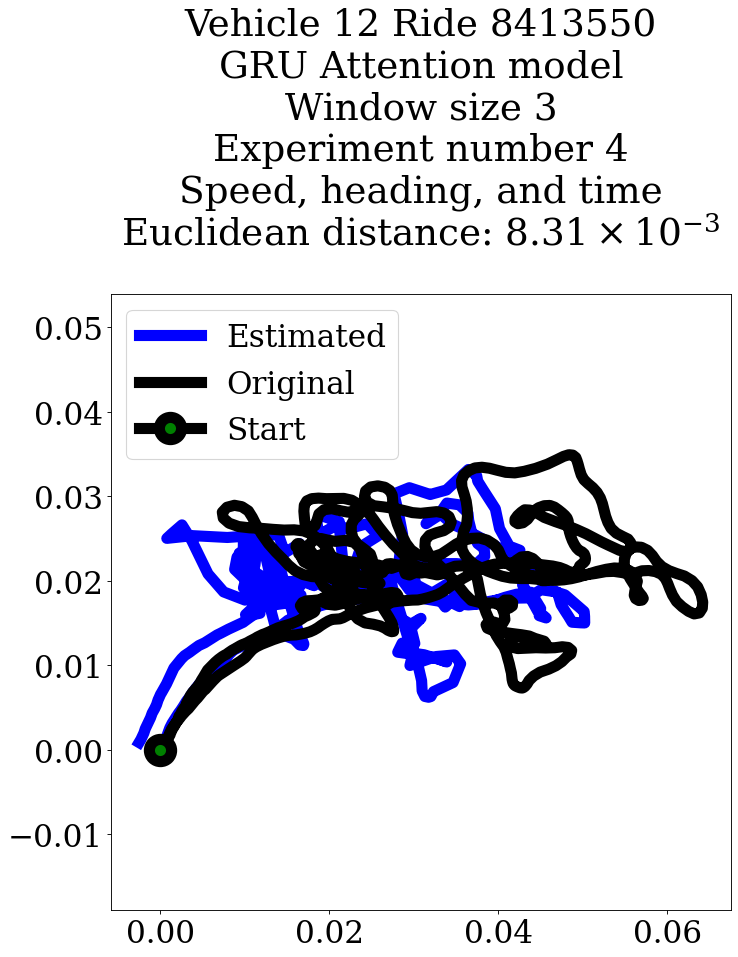 Vehicle 12 Ride 8413550
GRU Attention model
Window size 3
Experiment number 4
Speed, heading, and time
Euclidean distance: 8.31 × 10⁻³
Estimated
Original
Start
0.05
0.04
0.03
0.02
0.01
0.00
−0.01
0.00 0.02 0.04 0.06